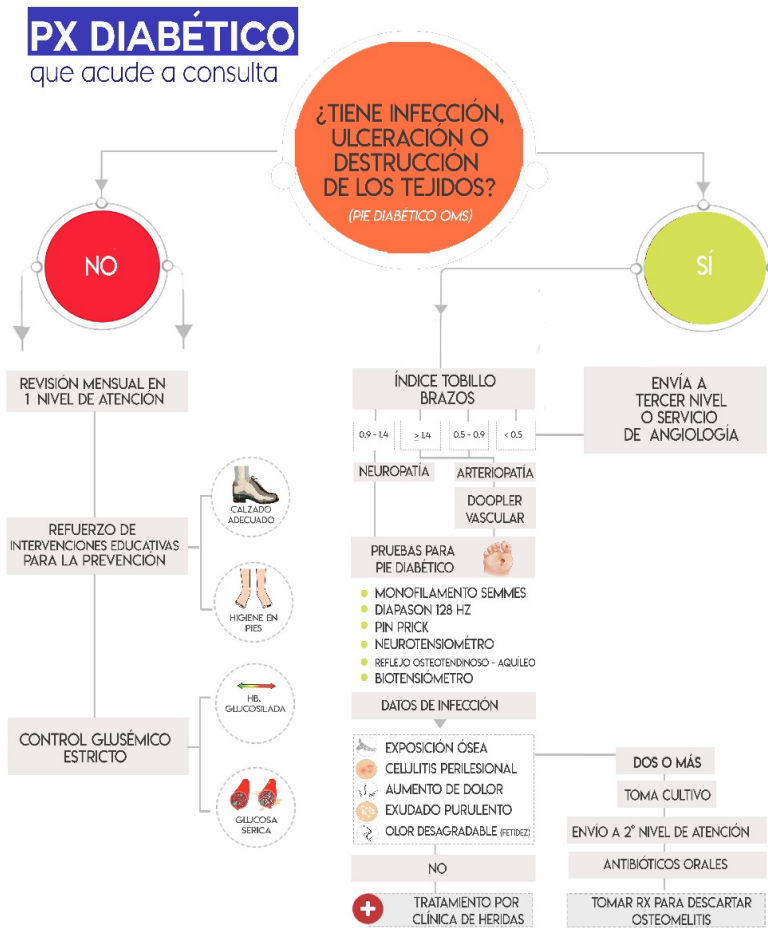 PX DIABÉTICO
que acude a consulta
¿TIENE INFECCIÓN,
ULCERACIÓN O
DESTRUCCIÓN
DE LOS TEJIDOS?
(PIE DIABÉTICO OMS)
NO
SÍ
REVISIÓN MENSUAL EN
1 NIVEL DE ATENCIÓN
REFUERZO DE
INTERVENCIONES EDUCATIVAS
PARA LA PREVENCIÓN
CALZADO
ADECUADO
HIGIENE EN
PIES
CONTROL GLUSÉMICO
ESTRICTO
HB.
GLUCOSILADA
GLUCOSA
SÉRICA
ÍNDICE TOBILLO
BRAZOS
0.9 - 1.4
≥ 1.4
0.5 - 0.9
< 0.5
ENVÍA A
TERCER NIVEL
O SERVICIO
DE ANGIOLOGÍA
NEUROPATÍA
ARTERIOPATÍA
DOOPLER
VASCULAR
PRUEBAS PARA
PIE DIABÉTICO
MONOFILAMENTO SEMMES
DIAPASON 128 HZ
PIN PRICK
NEUROTENSIOMÉTRO
REFLEJO OSTEOTENDINOSO - AQUÍLEO
BIOTENSIÓMETRO
DATOS DE INFECCIÓN
EXPOSICIÓN ÓSEA
CELULITIS PERILESIONAL
AUMENTO DE DOLOR
EXUDADO PURULENTO
OLOR DESAGRADABLE (FETIDEZ)
NO
TRATAMIENTO POR
CLÍNICA DE HERIDAS
DOS O MÁS
TOMA CULTIVO
ENVÍO A 2° NIVEL DE ATENCIÓN
ANTIBIÓTICOS ORALES
TOMAR RX PARA DESCARTAR
OSTEOMELITIS